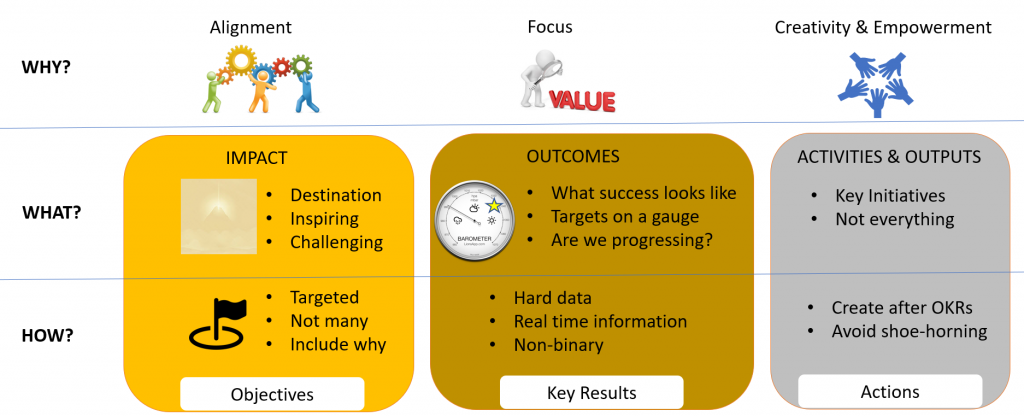 Alignment
Focus
Creativity & Empowerment
WHY?
VALUE
IMPACT
OUTCOMES
ACTIVITIES & OUTPUTS
WHAT?
• Destination
• Inspiring
• Challenging
BAROMETER
• What success looks like
• Targets on a gauge
• Are we progressing?
• Key Initiatives
• Not everything
HOW?
• Targeted
• Not many
• Include why
• Hard data
• Real time information
• Non-binary
• Create after OKRs
• Avoid shoe-horning
Objectives
Key Results
Actions